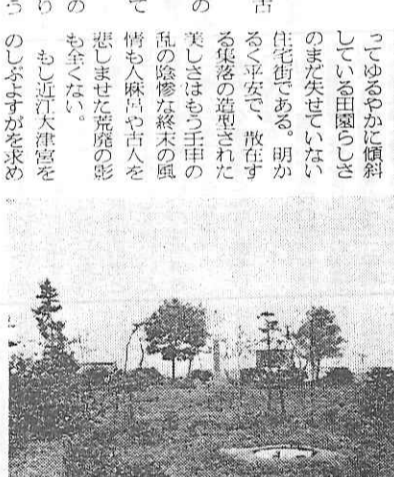 ってゆるやかに傾斜
している田園らしさ
のまだ失せていない
住宅街である。明か
るく平安で、散在す
る集落の造型された
美しさはもう壬申の
乱の陰惨な終末の風
情も人麻呂や古人を
悲しませた荒廃の影
も全くない。
もし近江大津宮を
のしぶよすがを求め
古
の
て
の
り
う